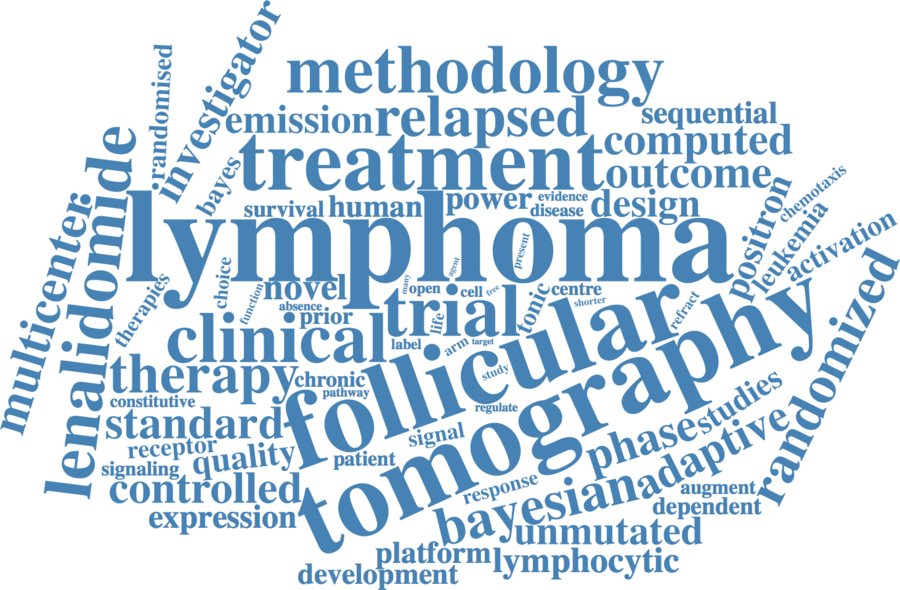 randomised
investigator
methodology
emission
relapsed
sequential
bayes
treatment
computed
outcome
chemotaxis
multicenter
lenalidomide
survival
human
power
evidence
disease
design
positron
leukemia
activation
lymphoma
present
therapies
choice
function
novel
absence
prior
many
open
agent
cell
free
tonic
centre
shorter
refract
randomized
clinical
trial
life
label
arm
target
follicular
tomography
therapy
chronic
pathway
study
regulate
constitutive
standard
receptor
signaling
quality
patient
signal
controlled
expression
response
phase
studies
adaptive
bayesian
augment
dependent
unmutated
platform
lymphocytic
development